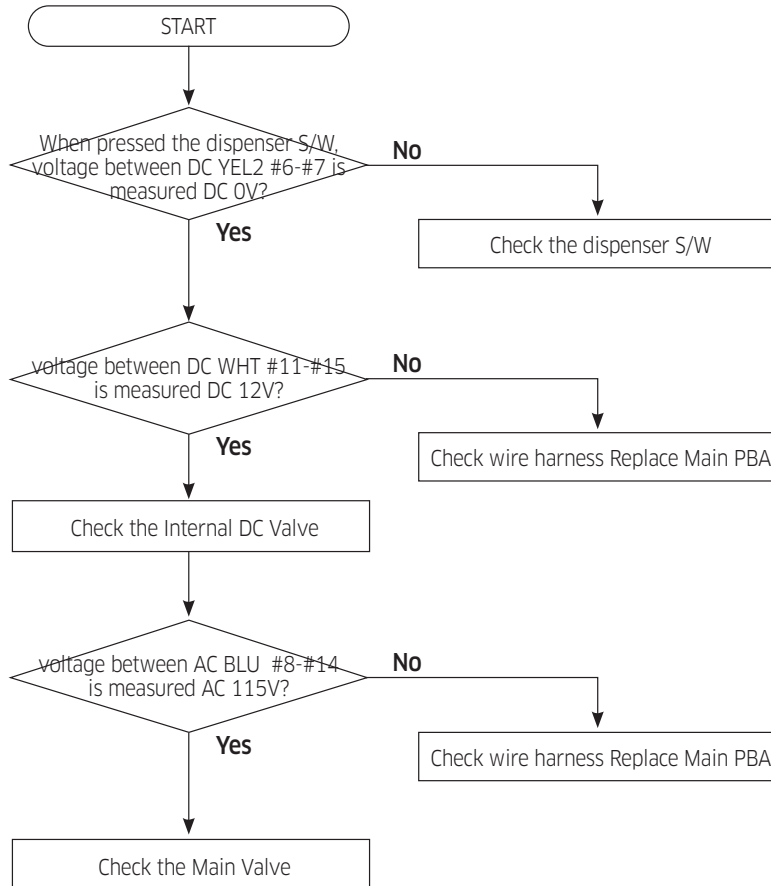 START
When pressed the dispenser S/W,
voltage between DC YEL2 #6-#7 is
measured DC 0V?
No
Yes
Check the dispenser S/W
voltage between DC WHT #11-#15
is measured DC 12V?
No
Yes
Check wire harness Replace Main PBA
Check the Internal DC Valve
voltage between AC BLU #8-#14
is measured AC 115V?
No
Yes
Check wire harness Replace Main PBA
Check the Main Valve